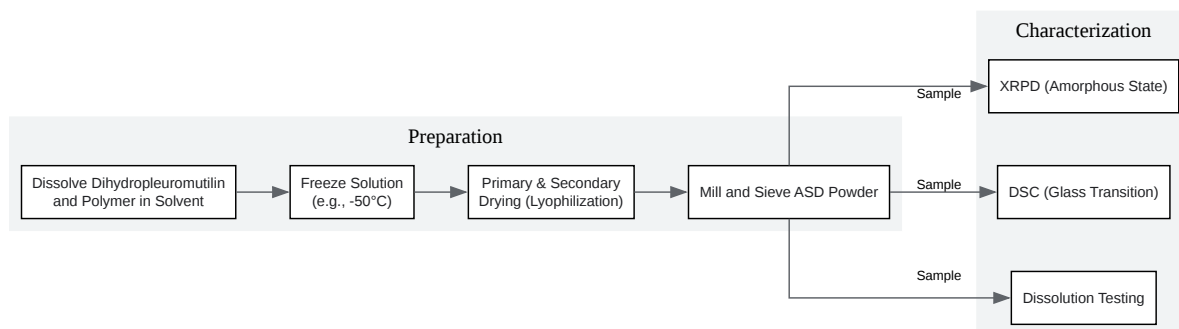 Characterization
XRPD (Amorphous State)
Sample
Preparation
Dissolve Dihydropleuromutilin
and Polymer in Solvent
Freeze Solution
(e.g., -50°C)
Primary & Secondary
Drying (Lyophilization)
Mill and Sieve ASD Powder
Sample
DSC (Glass Transition)
Sample
Dissolution Testing